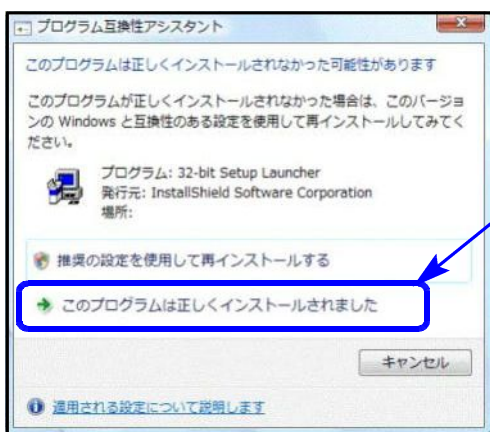 プログラム互換性アシスタント
このプログラムは正しくインストールされなかった可能性があります
このプログラムが正しくインストールされなかった場合は、このバージョ
ンの Windows と互換性のある設定を使用して再インストールしてみてく
ださい。
プログラム: 32-bit Setup Launcher
発行元: InstallShield Software Corporation
場所:
推奨の設定を使用して再インストールする
このプログラムは正しくインストールされました
キャンセル
適用される設定について説明します